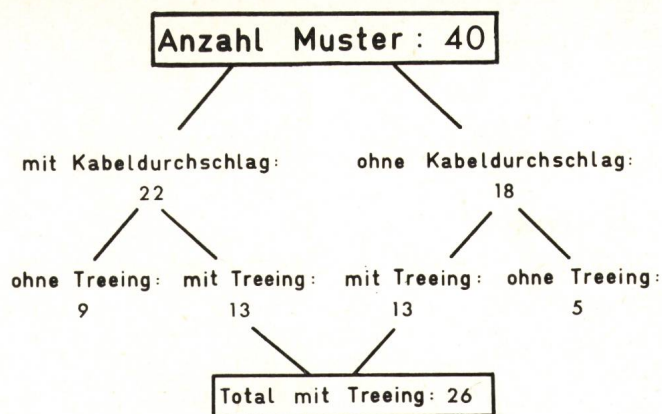 Anzahl Muster: 40
mit Kabeldurchschlag: ohne Kabeldurchschlag:
22 18
ohne Treeing: mit Treeing: mit Treeing: ohne Treeing:
9 13 13 5
Total mit Treeing: 26